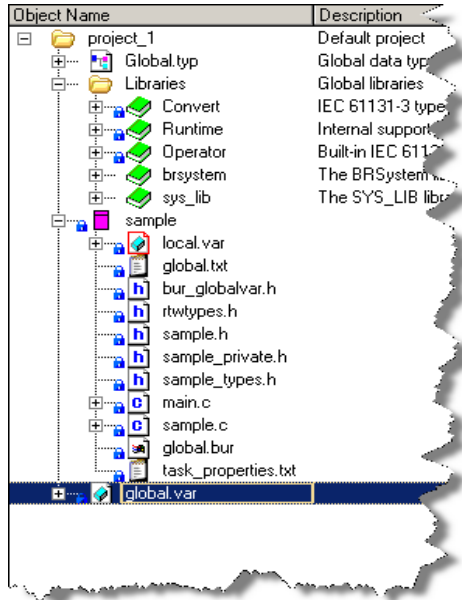 Object Name Description
project_1 Default project
Global.typ Global data typ
Libraries Global libraries
Convert IEC 61131-3 type
Runtime Internal support
Operator Built-in IEC 611
brsystem The BRSystem
sys_lib The SYS_LIB libr
sample
local.var
global.txt
bur_globalvar.h
rtwtypes.h
sample.h
sample_private.h
sample_types.h
main.c
sample.c
global.bur
task_properties.txt
global.var